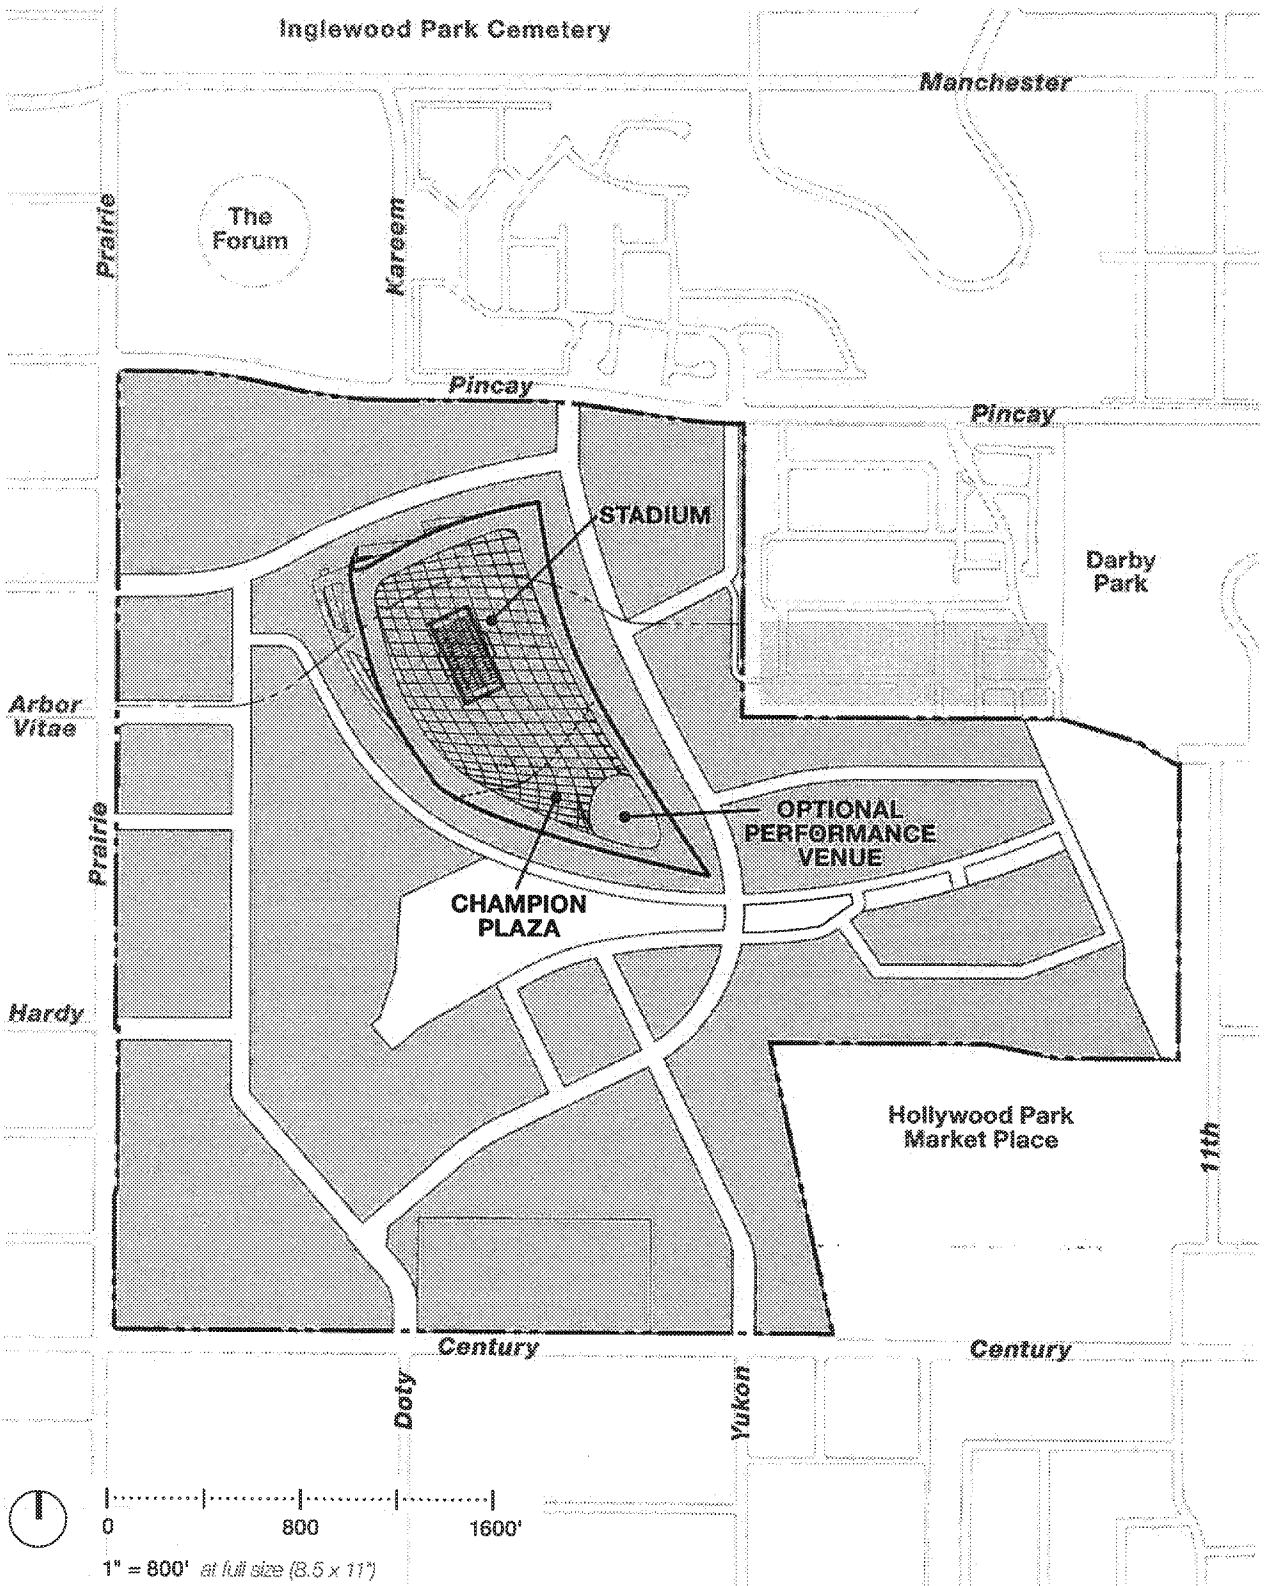 Inglewood Park Cemetery
Manchester
Prairie
The
Forum
Kareem
Pincay
Pincay
STADIUM
Darby
Park
Arbor
Vitae
Prairie
OPTIONAL
PERFORMANCE
VENUE
CHAMPION
PLAZA
Hardy
Hollywood Park
Market Place
11th
Century
Century
Doty
Yukon
0
800
1600'
1" = 800' at full size (8.5 x 11")